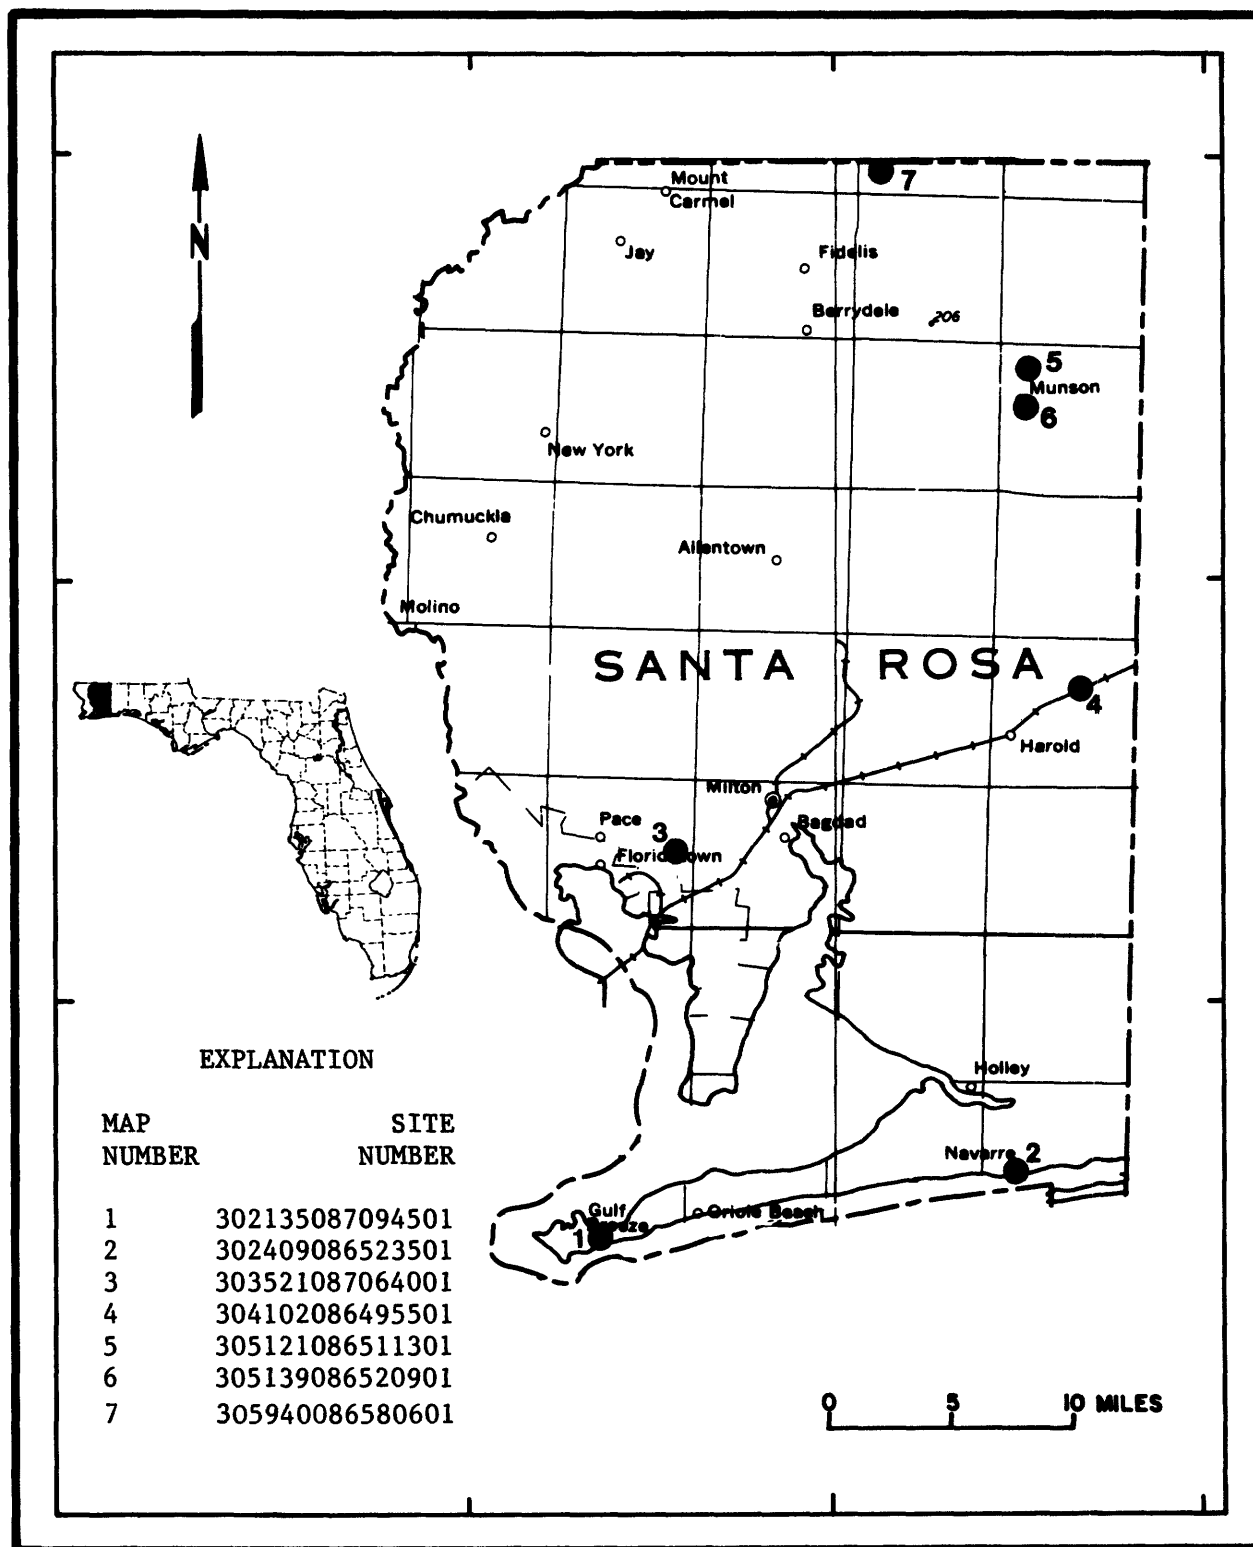 Mount
Carmel
7
N
Jay
Fidelis
Berrydale
206
5
Munson
6
New York
Chumuckla
Allentown
Molino
SANTA ROSA
4
Harold
Milton
Pace
3
Bagdad
Floridatown
EXPLANATION
Holley
MAP SITE
NUMBER NUMBER
Navarre 2
Gulf
Breeze
Oriole Beach
1
1 302135087094501
2 302409086523501
3 303521087064001
4 304102086495501
5 305121086511301
6 305139086520901
7 305940086580601
0 5 10 MILES